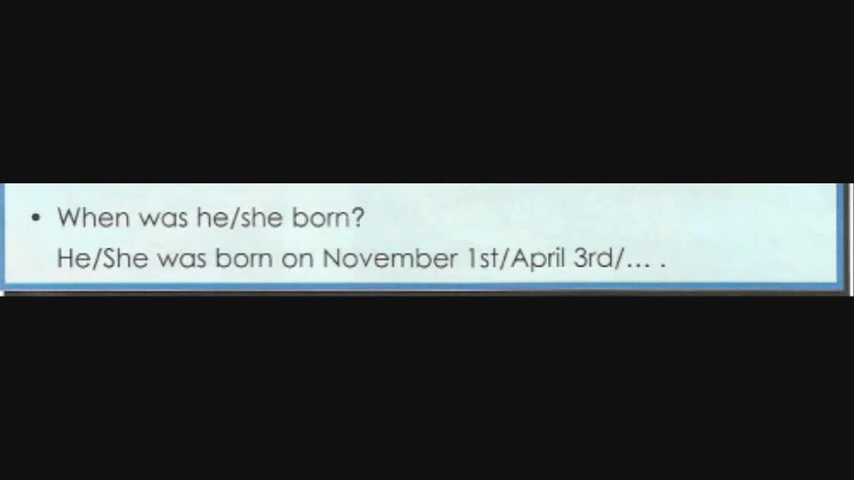 • When was he/she born?
He/She was born on November 1st/April 3rd/... .